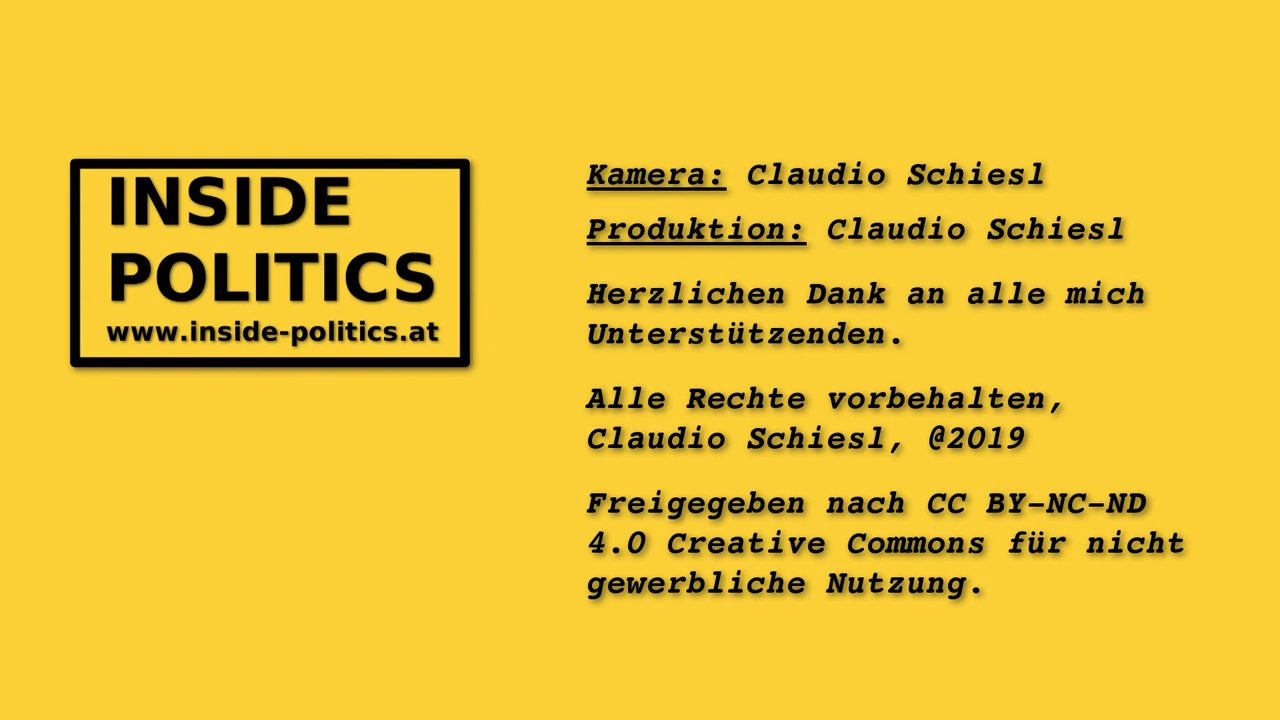 INSIDE
POLITICS
www.inside-politics.at
Kamera: Claudio Schiesl
Produktion: Claudio Schiesl
Herzlichen Dank an alle mich
Unterstützenden.
Alle Rechte vorbehalten,
Claudio Schiesl, @2019
Freigegeben nach CC BY-NC-ND
4.0 Creative Commons für nicht
gewerbliche Nutzung.